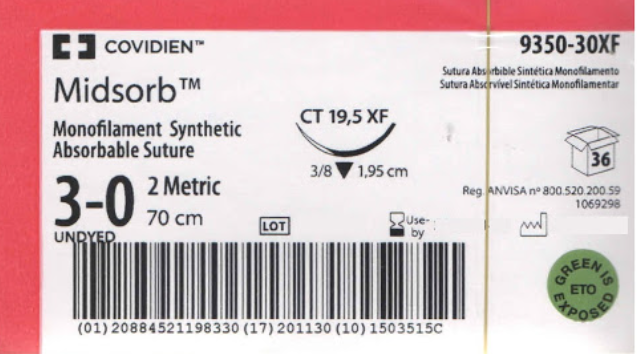 COVIDIEN™
9350-30XF
Midsorb™
Sutura Absorbible Sintética Monofilamento
Sutura Absorvível Sintética Monofilamentar
Monofilament Synthetic
Absorbable Suture
CT 19,5 XF
3/8 ▼ 1,95 cm
36
3-0 2 Metric
70 cm
UNDYED
Reg. ANVISA nº 800.520.200.59
1069298
LOT
Use-
by
GREEN IS
ETO
EXPOSED
(01) 20884521198330 (17) 201130 (10) 1503515C